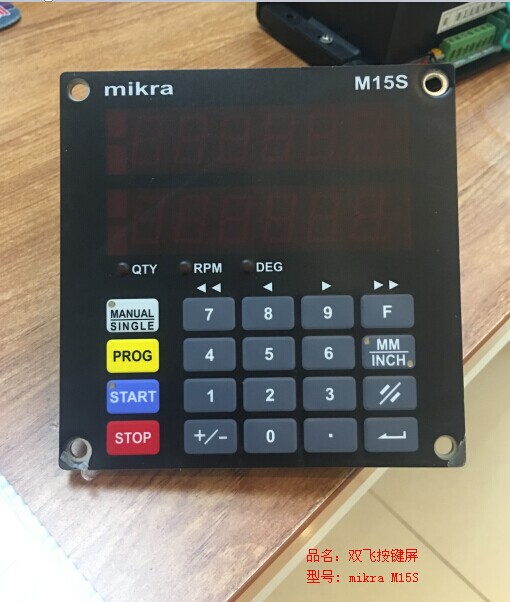 mikra M15S
QTY RPM DEG
MANUAL
SINGLE
7 8 9 F
PROG 4 5 6 MM
INCH
START 1 2 3 //
STOP +/- 0 .
品名：双飞按键屏
型号：mikra M15S